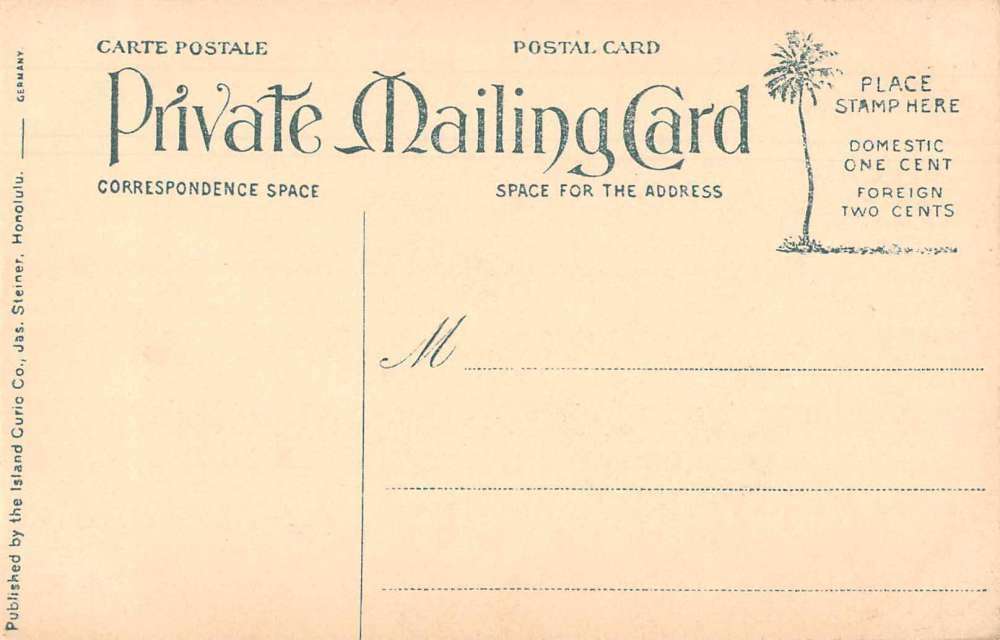 CARTE POSTALE
POSTAL CARD
Private Mailing Card
CORRESPONDENCE SPACE
SPACE FOR THE ADDRESS
PLACE
STAMP HERE
DOMESTIC
ONE CENT
FOREIGN
TWO CENTS
M
Published by the Island Curio Co., Jas. Steiner, Honolulu. — GERMANY